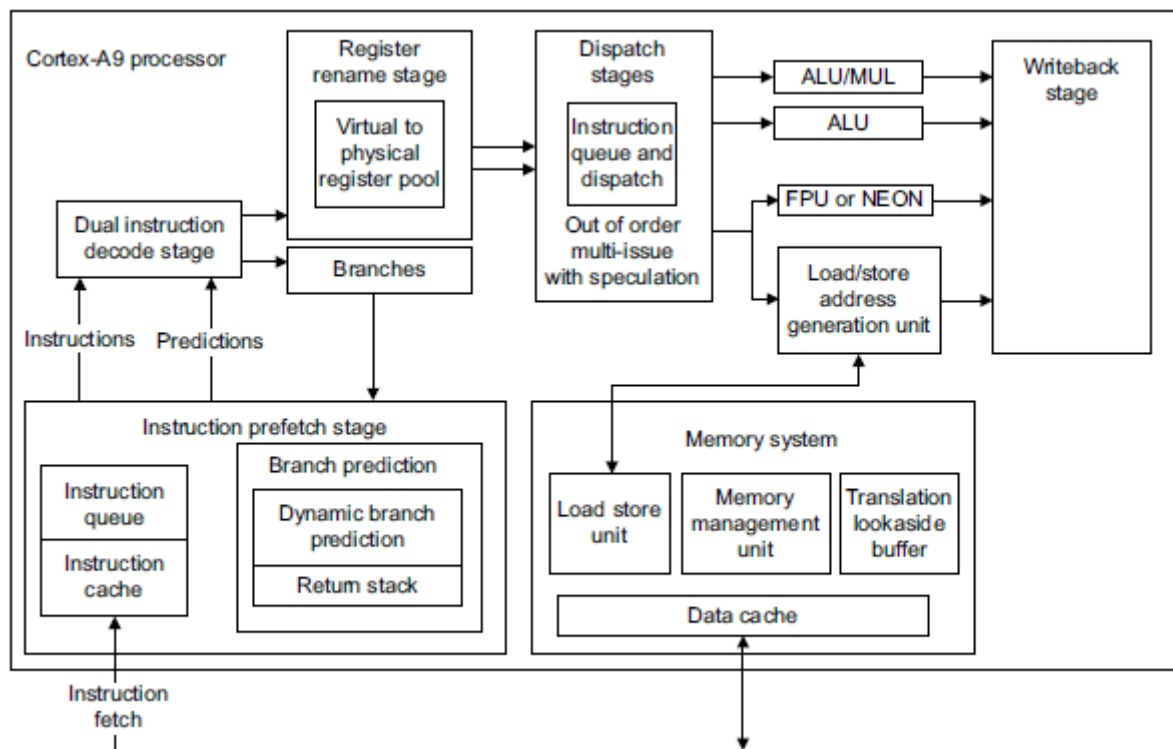 Cortex-A9 processor
Register
rename stage
Virtual to
physical
register pool
Dispatch
stages
Instruction
queue and
dispatch
Out of order
multi-issue
with speculation
ALU/MUL
ALU
FPU or NEON
Load/store
address
generation unit
Writeback
stage
Dual instruction
decode stage
Branches
Instructions
Predictions
Instruction prefetch stage
Instruction
queue
Instruction
cache
Branch prediction
Dynamic branch
prediction
Return stack
Memory system
Load store
unit
Memory
management
unit
Translation
lookaside
buffer
Data cache
Instruction
fetch